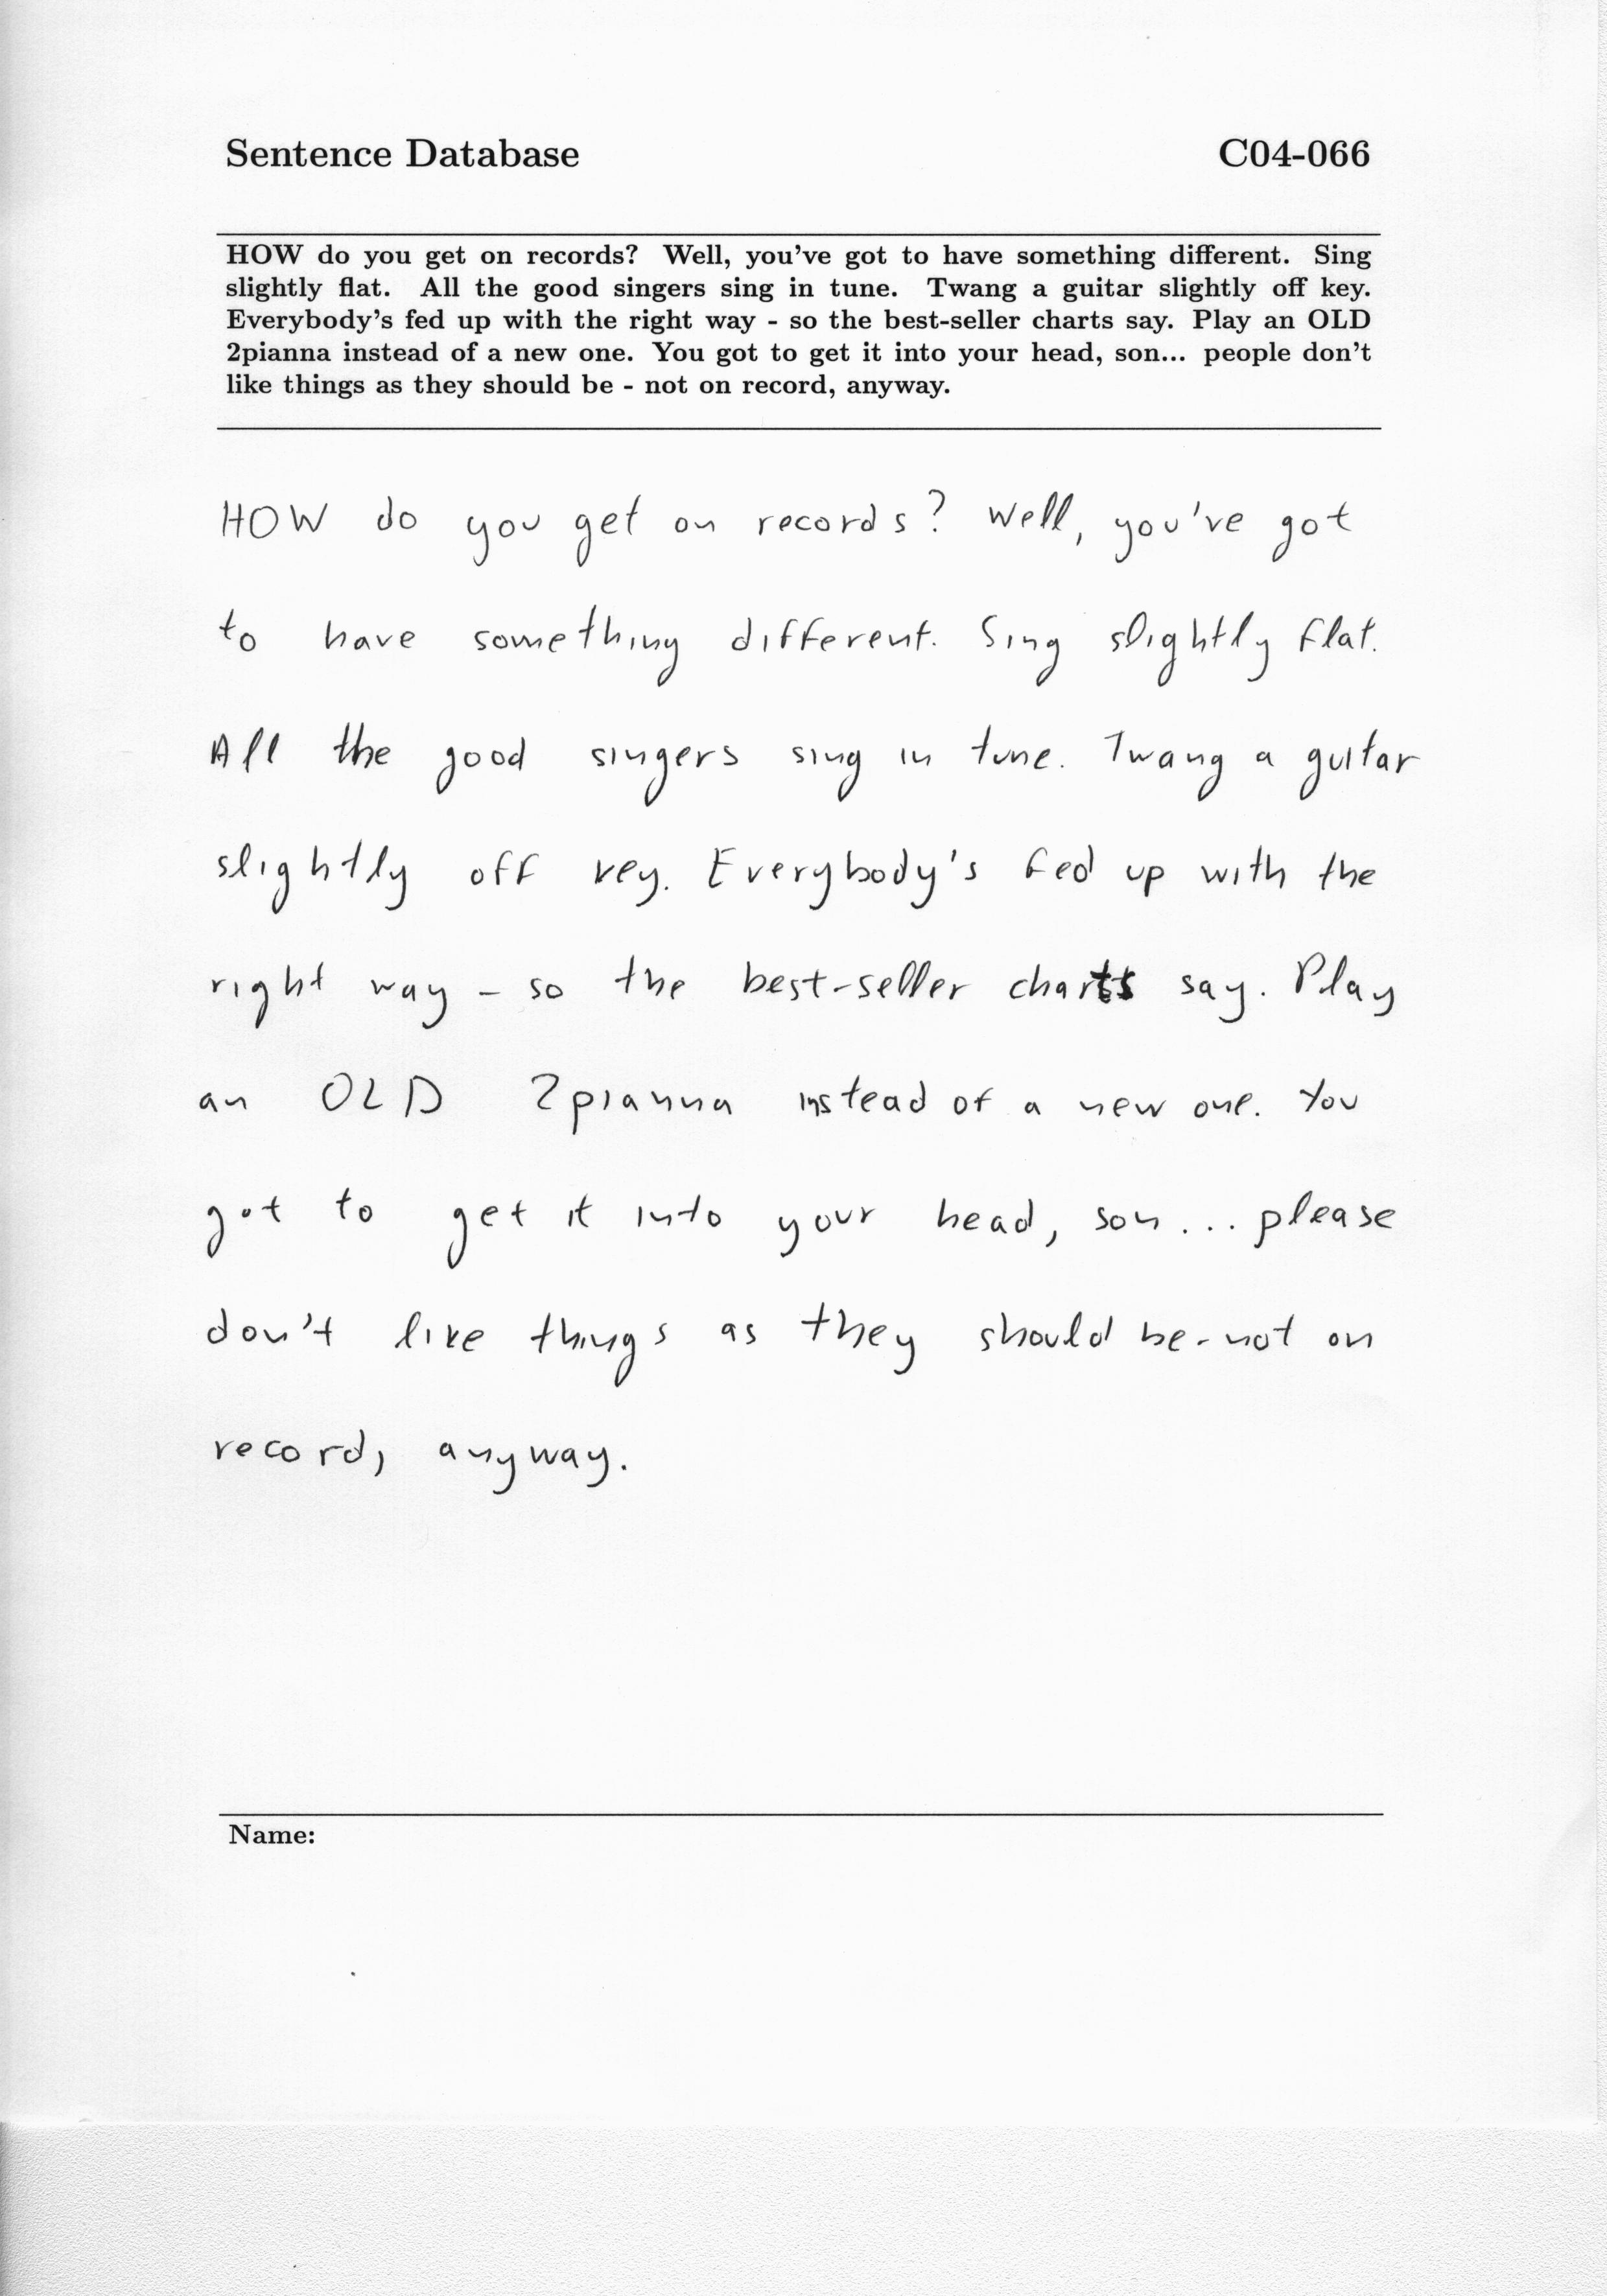 Sentence Database C04-066
HOW do you get on records? Well, you've got to have something different. Sing
slightly flat. All the good singers sing in tune. Twang a guitar slightly off key.
Everybody's fed up with the right way - so the best-seller charts say. Play an OLD
2pianna instead of a new one. You got to get it into your head, son... people don't
like things as they should be - not on record, anyway.
HOW do you get on records? Well, you've got
to have something different. Sing slightly flat.
All the good singers sing in tune. Twang a guitar
slightly off key. Everybody's fed up with the
right way - so the best-seller charts say. Play
an OLD 2pianna instead of a new one. You
got to get it into your head, son... please
don't like things as they should be - not on
record, anyway.
Name: